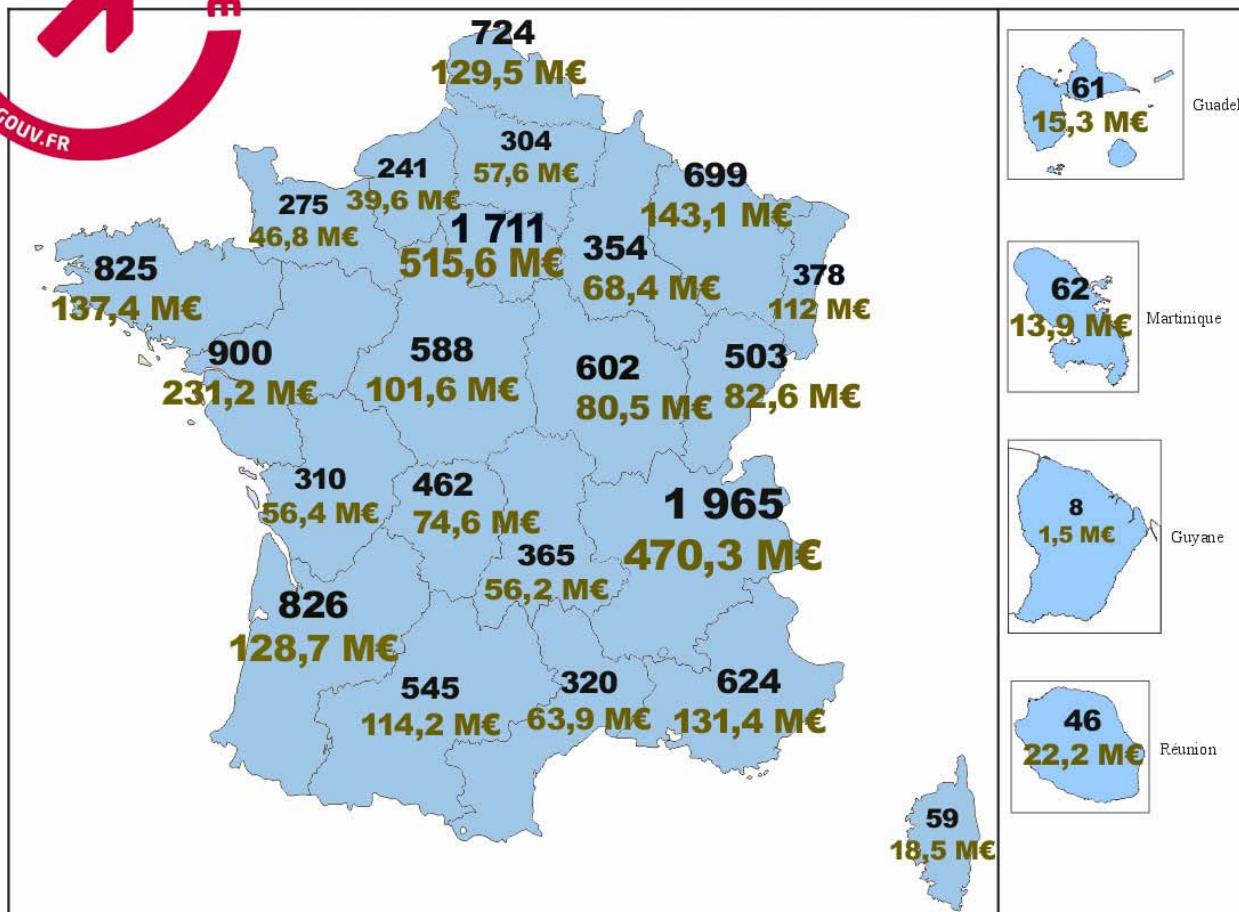 E
GOUV.FR
724
129,5 M€
304
57,6 M€
241
39,6 M€
275
46,8 M€
1 711
515,6 M€
699
143,1 M€
354
68,4 M€
378
112 M€
825
137,4 M€
900
231,2 M€
588
101,6 M€
602
80,5 M€
503
82,6 M€
310
56,4 M€
462
74,6 M€
365
56,2 M€
1 965
470,3 M€
826
128,7 M€
545
114,2 M€
320
63,9 M€
624
131,4 M€
59
18,5 M€
61
15,3 M€
Guadel
62
13,9 M€
Martinique
8
1,5 M€
Guyane
46
22,2 M€
Réunion